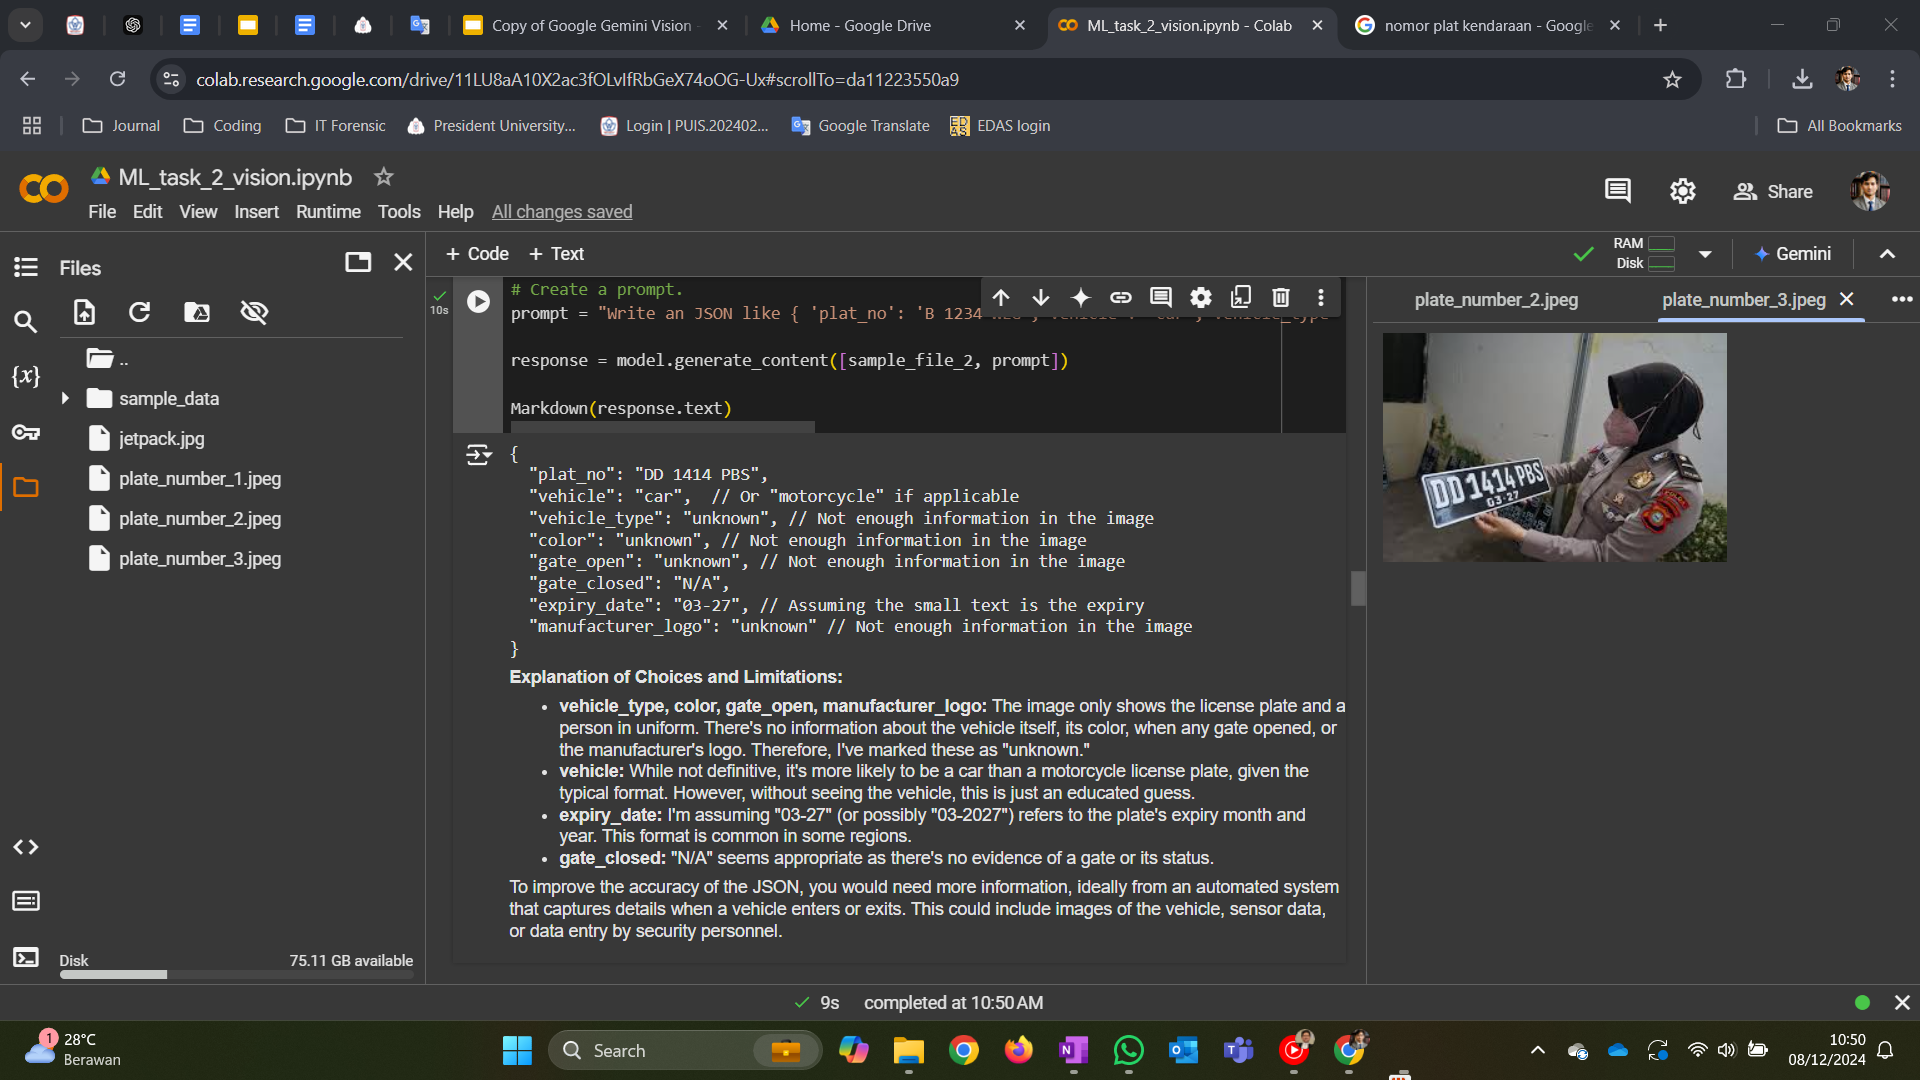 Copy of Google Gemini Vision -
Home - Google Drive
ML_task_2_vision.ipynb - Colab
nomor plat kendaraan - Google
colab.research.google.com/drive/11LU8aA10X2ac3fOLvIfRbGeX74oOG-Ux#scrollTo=da11223550a9
Journal
Coding
IT Forensic
President University...
Login | PUIS.202402...
Google Translate
EDAS login
All Bookmarks
ML_task_2_vision.ipynb
File Edit View Insert Runtime Tools Help All changes saved
Share
Files
+ Code + Text
RAM
Disk
Gemini
..
sample_data
jetpack.jpg
plate_number_1.jpeg
plate_number_2.jpeg
plate_number_3.jpeg
Disk 75.11 GB available
10s
# Create a prompt.
prompt = "Write an JSON like { 'plat_no': 'B 1234
response = model.generate_content([sample_file_2, prompt])
Markdown(response.text)
{
"plat_no": "DD 1414 PBS",
"vehicle": "car", // Or "motorcycle" if applicable
"vehicle_type": "unknown", // Not enough information in the image
"color": "unknown", // Not enough information in the image
"gate_open": "unknown", // Not enough information in the image
"gate_closed": "N/A",
"expiry_date": "03-27", // Assuming the small text is the expiry
"manufacturer_logo": "unknown" // Not enough information in the image
}
Explanation of Choices and Limitations:
• vehicle_type, color, gate_open, manufacturer_logo: The image only shows the license plate and a
person in uniform. There's no information about the vehicle itself, its color, when any gate opened, or
the manufacturer's logo. Therefore, I've marked these as "unknown."
• vehicle: While not definitive, it's more likely to be a car than a motorcycle license plate, given the
typical format. However, without seeing the vehicle, this is just an educated guess.
• expiry_date: I'm assuming "03-27" (or possibly "03-2027") refers to the plate's expiry month and
year. This format is common in some regions.
• gate_closed: "N/A" seems appropriate as there's no evidence of a gate or its status.
To improve the accuracy of the JSON, you would need more information, ideally from an automated system
that captures details when a vehicle enters or exits. This could include images of the vehicle, sensor data,
or data entry by security personnel.
plate_number_2.jpeg
plate_number_3.jpeg
DD 1414 PBS
03-27
9s completed at 10:50 AM
1
28°C
Berawan
Search
10:50
08/12/2024